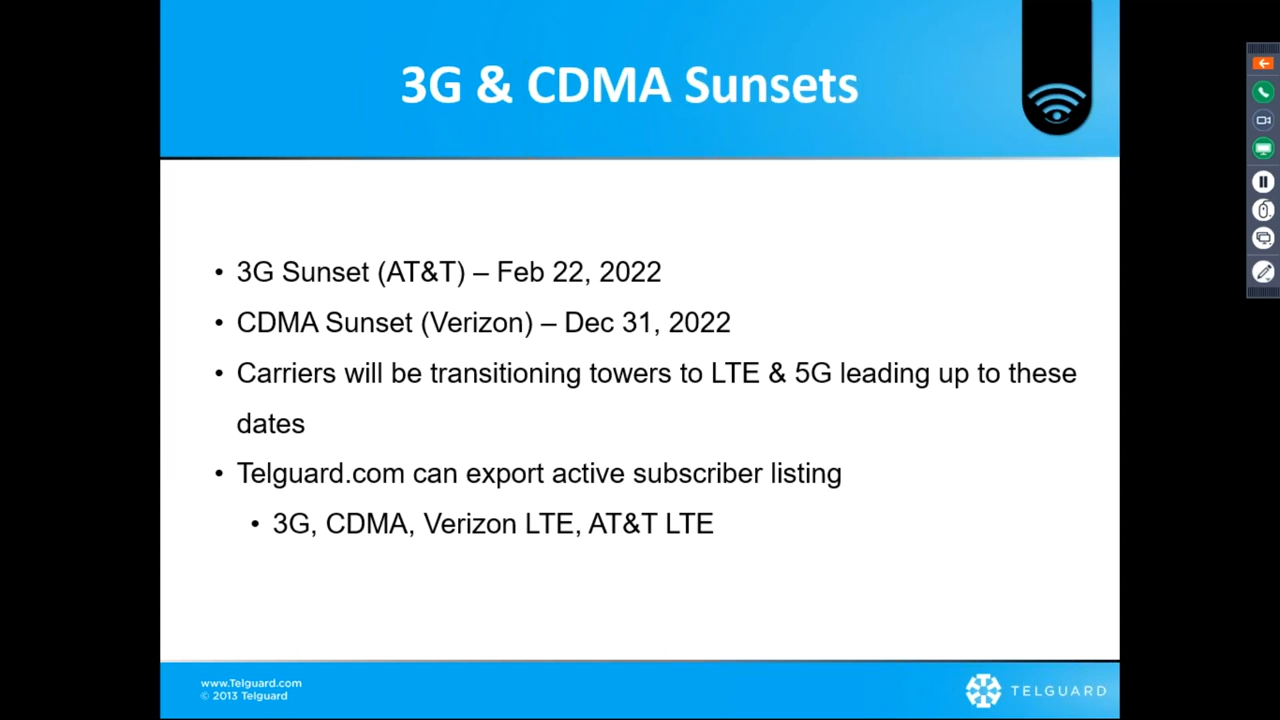 3G & CDMA Sunsets
• 3G Sunset (AT&T) – Feb 22, 2022
• CDMA Sunset (Verizon) – Dec 31, 2022
• Carriers will be transitioning towers to LTE & 5G leading up to these
dates
• Telguard.com can export active subscriber listing
• 3G, CDMA, Verizon LTE, AT&T LTE
www.Telguard.com
© 2013 Telguard
TELGUARD